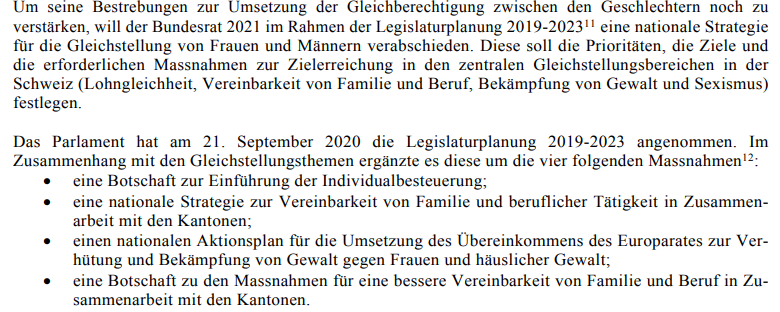 Um seine Bestrebungen zur Umsetzung der Gleichberechtigung zwischen den Geschlechtern noch zu
verstärken, will der Bundesrat 2021 im Rahmen der Legislaturplanung 2019-2023¹¹ eine nationale Strategie
für die Gleichstellung von Frauen und Männern verabschieden. Diese soll die Prioritäten, die Ziele und
die erforderlichen Massnahmen zur Zielerreichung in den zentralen Gleichstellungsbereichen in der
Schweiz (Lohngleichheit, Vereinbarkeit von Familie und Beruf, Bekämpfung von Gewalt und Sexismus)
festlegen.
Das Parlament hat am 21. September 2020 die Legislaturplanung 2019-2023 angenommen. Im
Zusammenhang mit den Gleichstellungsthemen ergänzte es diese um die vier folgenden Massnahmen¹²:
• eine Botschaft zur Einführung der Individualbesteuerung;
• eine nationale Strategie zur Vereinbarkeit von Familie und beruflicher Tätigkeit in Zusammen-
arbeit mit den Kantonen;
• einen nationalen Aktionsplan für die Umsetzung des Übereinkommens des Europarates zur Ver-
hütung und Bekämpfung von Gewalt gegen Frauen und häuslicher Gewalt;
• eine Botschaft zu den Massnahmen für eine bessere Vereinbarkeit von Familie und Beruf in Zu-
sammenarbeit mit den Kantonen.